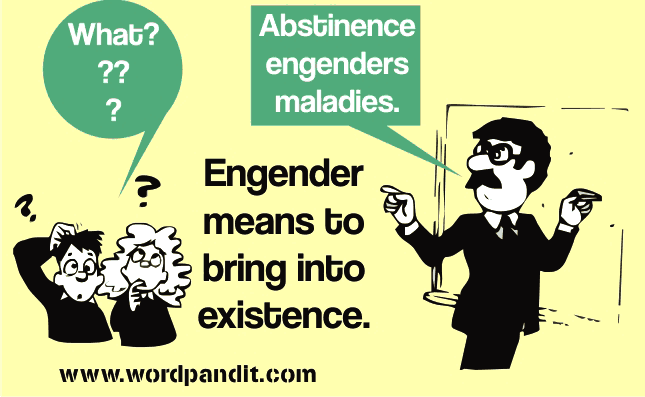 What?
??
?
Abstinence
engenders
maladies.
Engender
means to
bring into
existence.
?
?
www.wordpandit.com